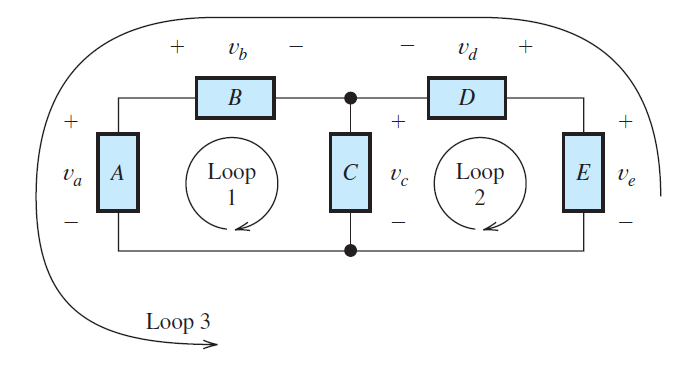 + v_b − − v_d +
B D
+ + +
v_a A Loop 1 C v_c Loop 2 E v_e
− − −
Loop 3